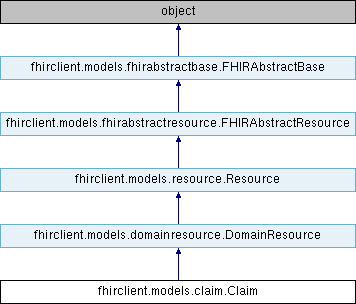 object
fhirclient.models.fhirabstractbase.FHIRAbstractBase
fhirclient.models.fhirabstractresource.FHIRAbstractResource
fhirclient.models.resource.Resource
fhirclient.models.domainresource.DomainResource
fhirclient.models.claim.Claim